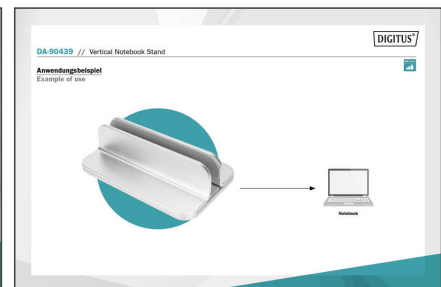 DIGITUS®
DA-90439 // Vertical Notebook Stand
Anwendungsbeispiel
Example of use
Notebook